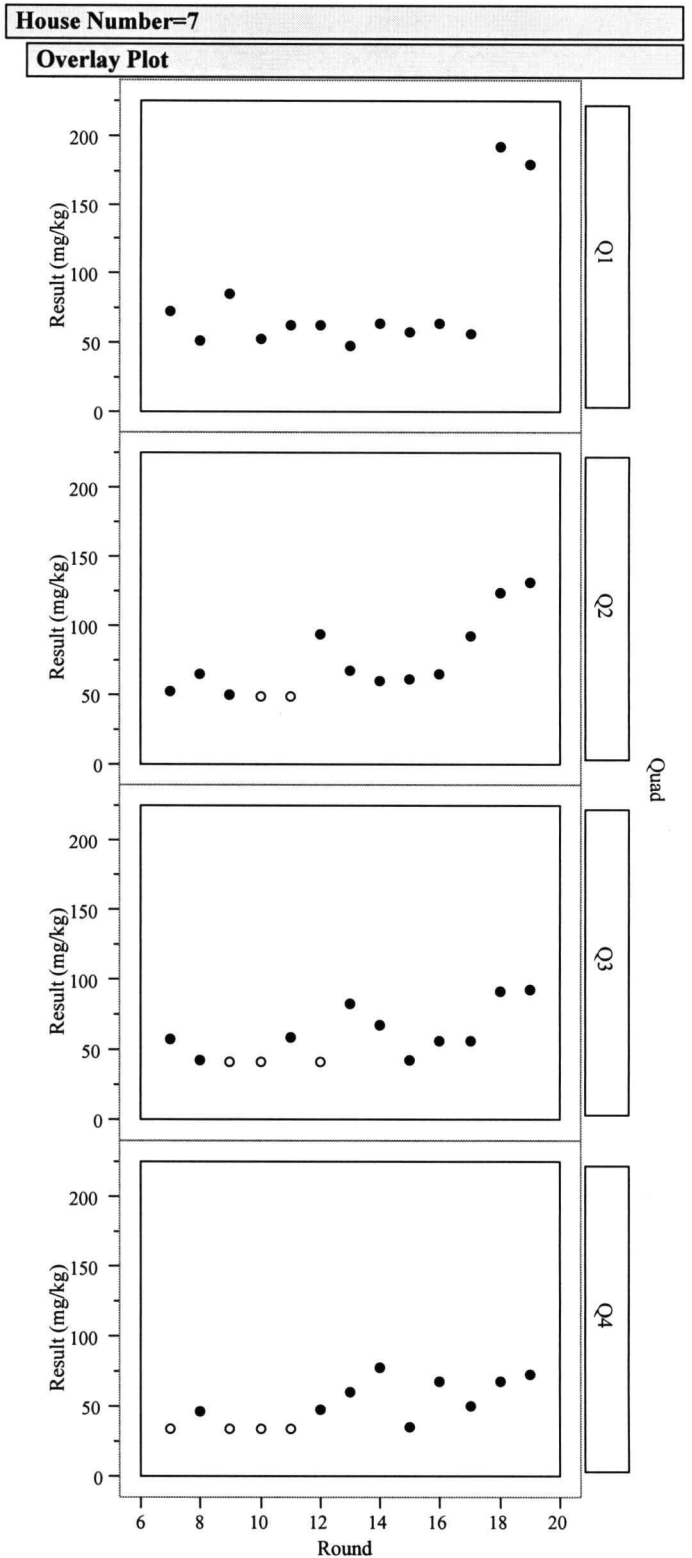 House Number=7
Overlay Plot
200
150
100
50
0
Result (mg/kg)
Q1
200
150
100
50
0
Result (mg/kg)
Q2
Quad
200
150
100
50
0
Result (mg/kg)
Q3
200
150
100
50
0
Result (mg/kg)
Q4
6 8 10 12 14 16 18 20
Round